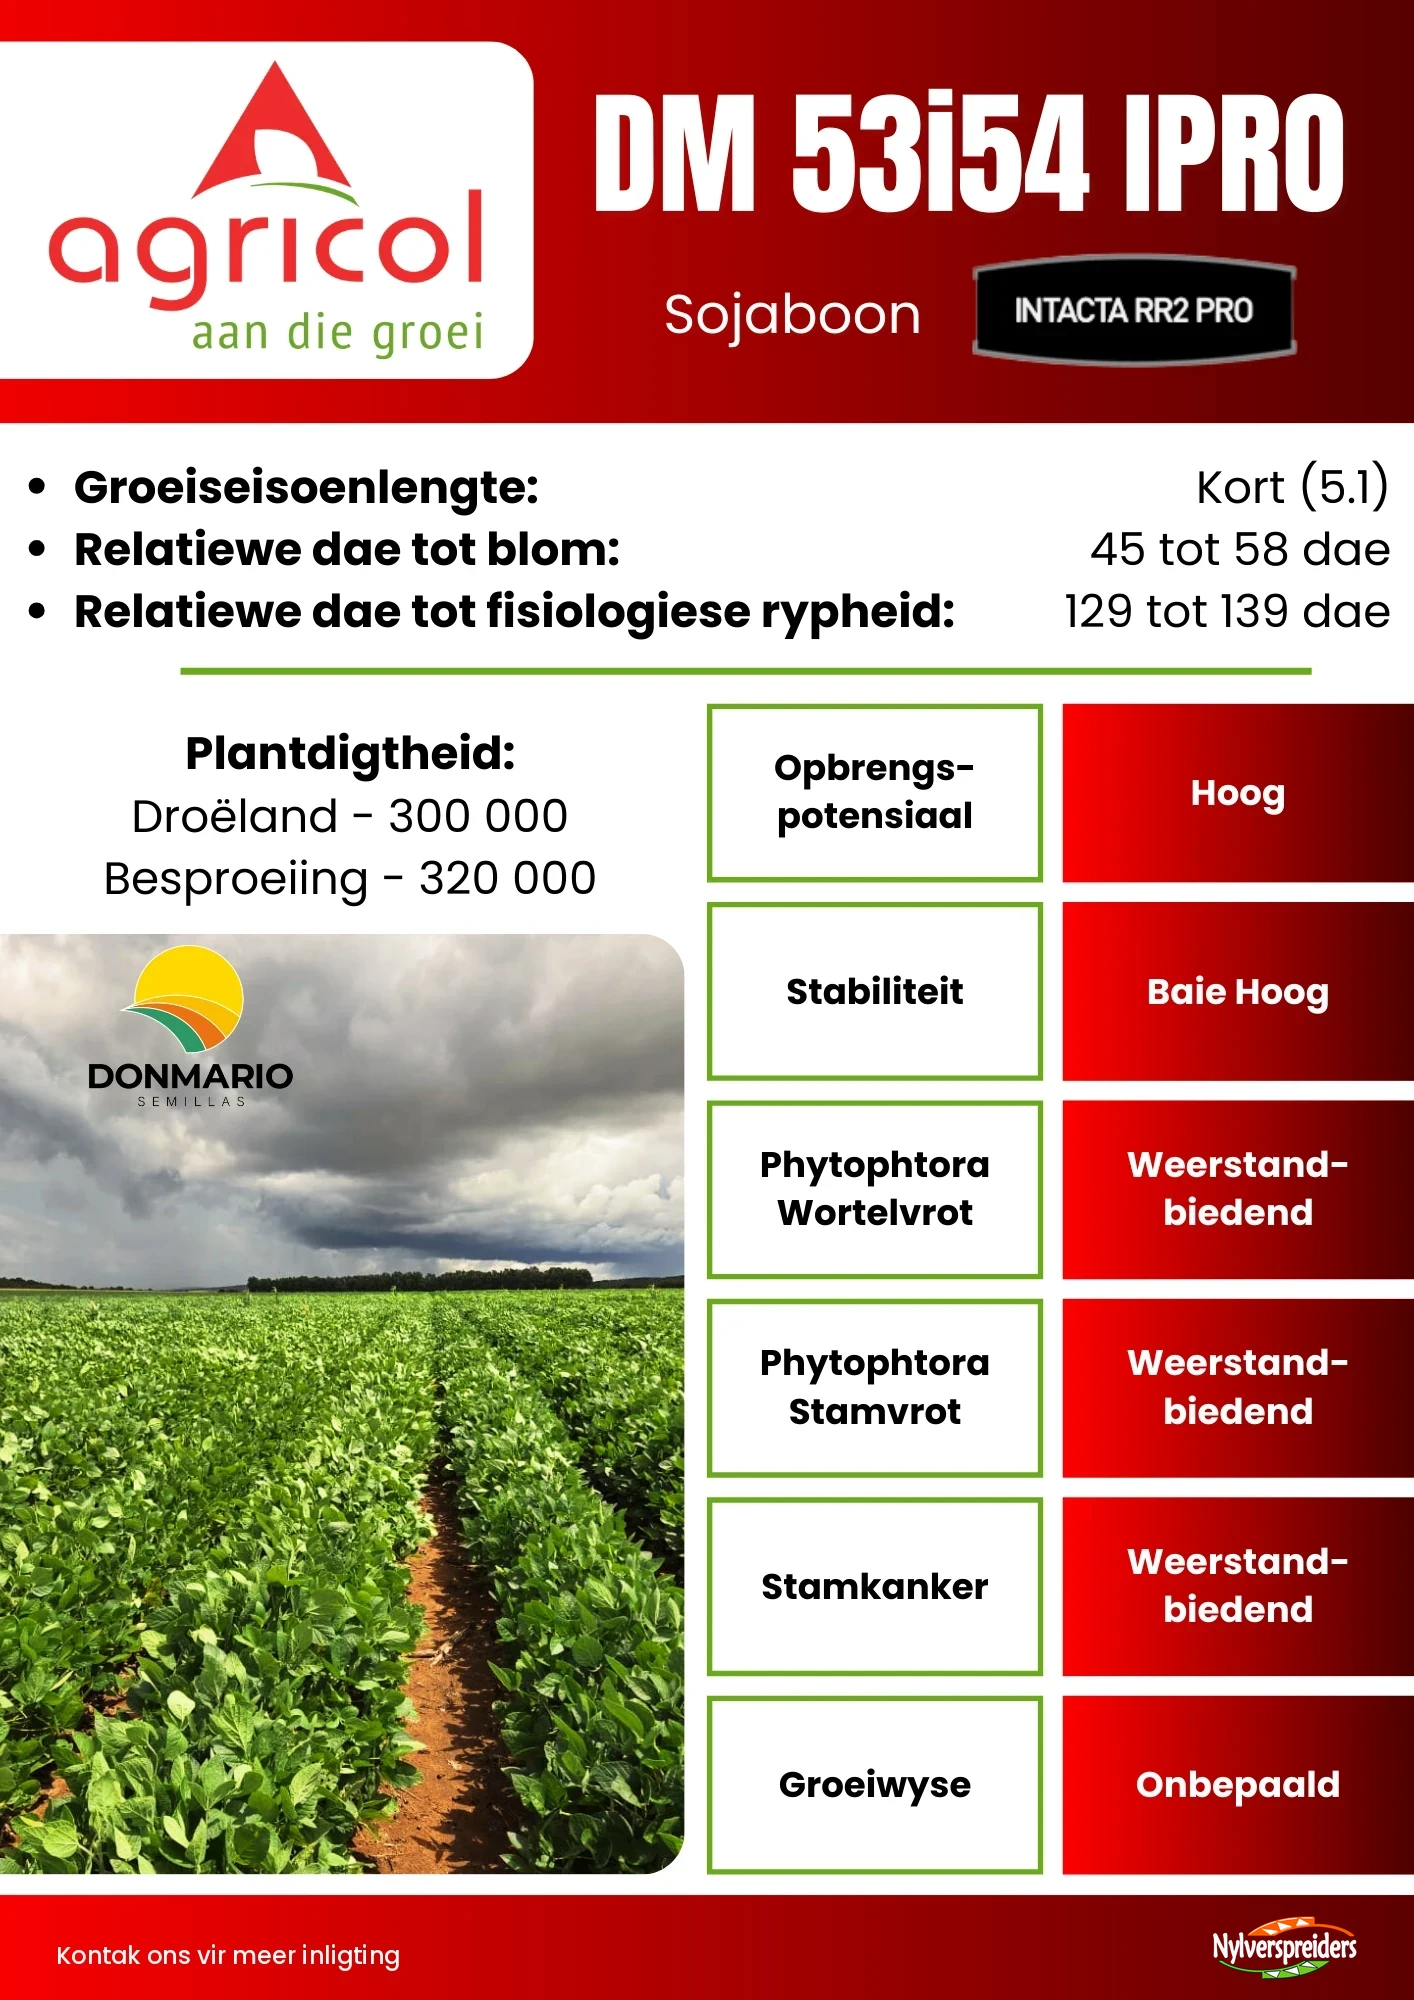 agricol
aan die groei
DM 53i54 IPRO
Sojaboon
INTACTA RR2 PRO
• Groeiseisoenlengte: Kort (5.1)
• Relatiewe dae tot blom: 45 tot 58 dae
• Relatiewe dae tot fisiologiese rypheid: 129 tot 139 dae
Plantdigtheid:
Droëland - 300 000
Besproeiing - 320 000
DONMARIO
SEMILLAS
Opbrengs-
potensiaal
Hoog
Stabiliteit
Baie Hoog
Phytophtora
Wortelvrot
Weerstand-
biedend
Phytophtora
Stamvrot
Weerstand-
biedend
Stamkanker
Weerstand-
biedend
Groeiwyse
Onbepaald
Kontak ons vir meer inligting
Nylverspreiders